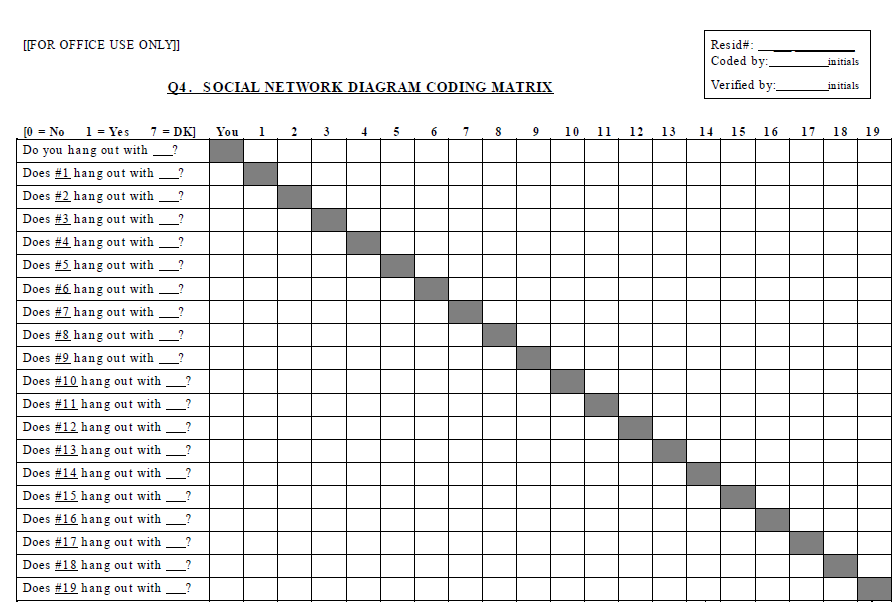 [[FOR OFFICE USE ONLY]]
Resid#: ______________
Coded by:_________initials
Verified by:________initials
Q4. SOCIAL NETWORK DIAGRAM CODING MATRIX
[0 = No 1 = Yes 7 = DK] You 1 2 3 4 5 6 7 8 9 10 11 12 13 14 15 16 17 18 19
Do you hang out with ___?
Does #1 hang out with ___?
Does #2 hang out with ___?
Does #3 hang out with ___?
Does #4 hang out with ___?
Does #5 hang out with ___?
Does #6 hang out with ___?
Does #7 hang out with ___?
Does #8 hang out with ___?
Does #9 hang out with ___?
Does #10 hang out with ___?
Does #11 hang out with ___?
Does #12 hang out with ___?
Does #13 hang out with ___?
Does #14 hang out with ___?
Does #15 hang out with ___?
Does #16 hang out with ___?
Does #17 hang out with ___?
Does #18 hang out with ___?
Does #19 hang out with ___?